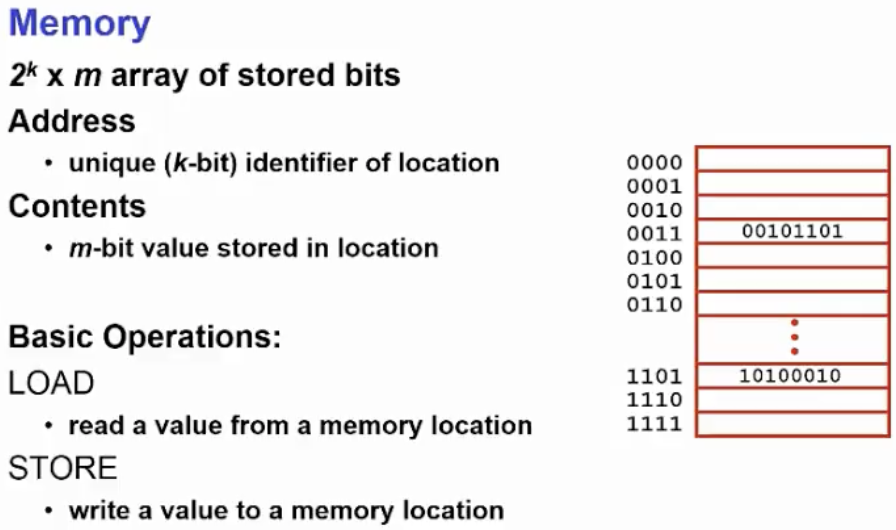 Memory
2ᵏ x m array of stored bits
Address
• unique (k-bit) identifier of location
Contents
• m-bit value stored in location
Basic Operations:
LOAD
• read a value from a memory location
STORE
• write a value to a memory location
0000
0001
0010
0011 00101101
0100
0101
0110
1101 10100010
1110
1111